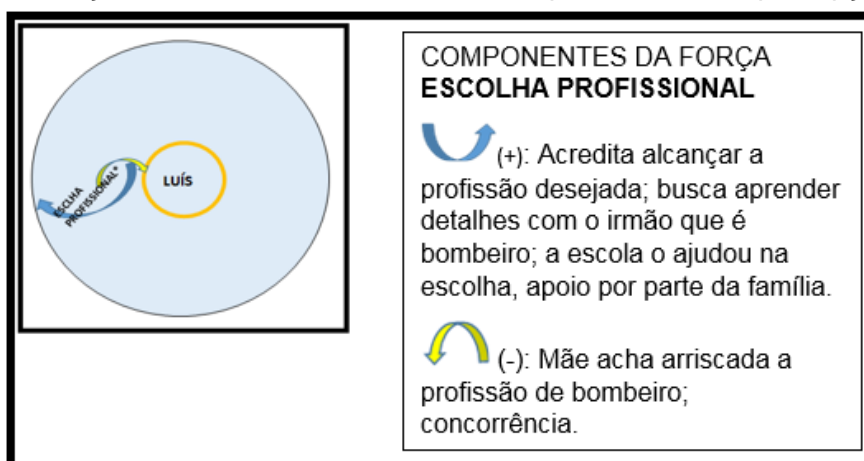 ESCLHA
PROFISSIONAL*
LUÍS
COMPONENTES DA FORÇA
ESCOLHA PROFISSIONAL
(+): Acredita alcançar a
profissão desejada; busca aprender
detalhes com o irmão que é
bombeiro; a escola o ajudou na
escolha, apoio por parte da família.
(-): Mãe acha arriscada a
profissão de bombeiro;
concorrência.